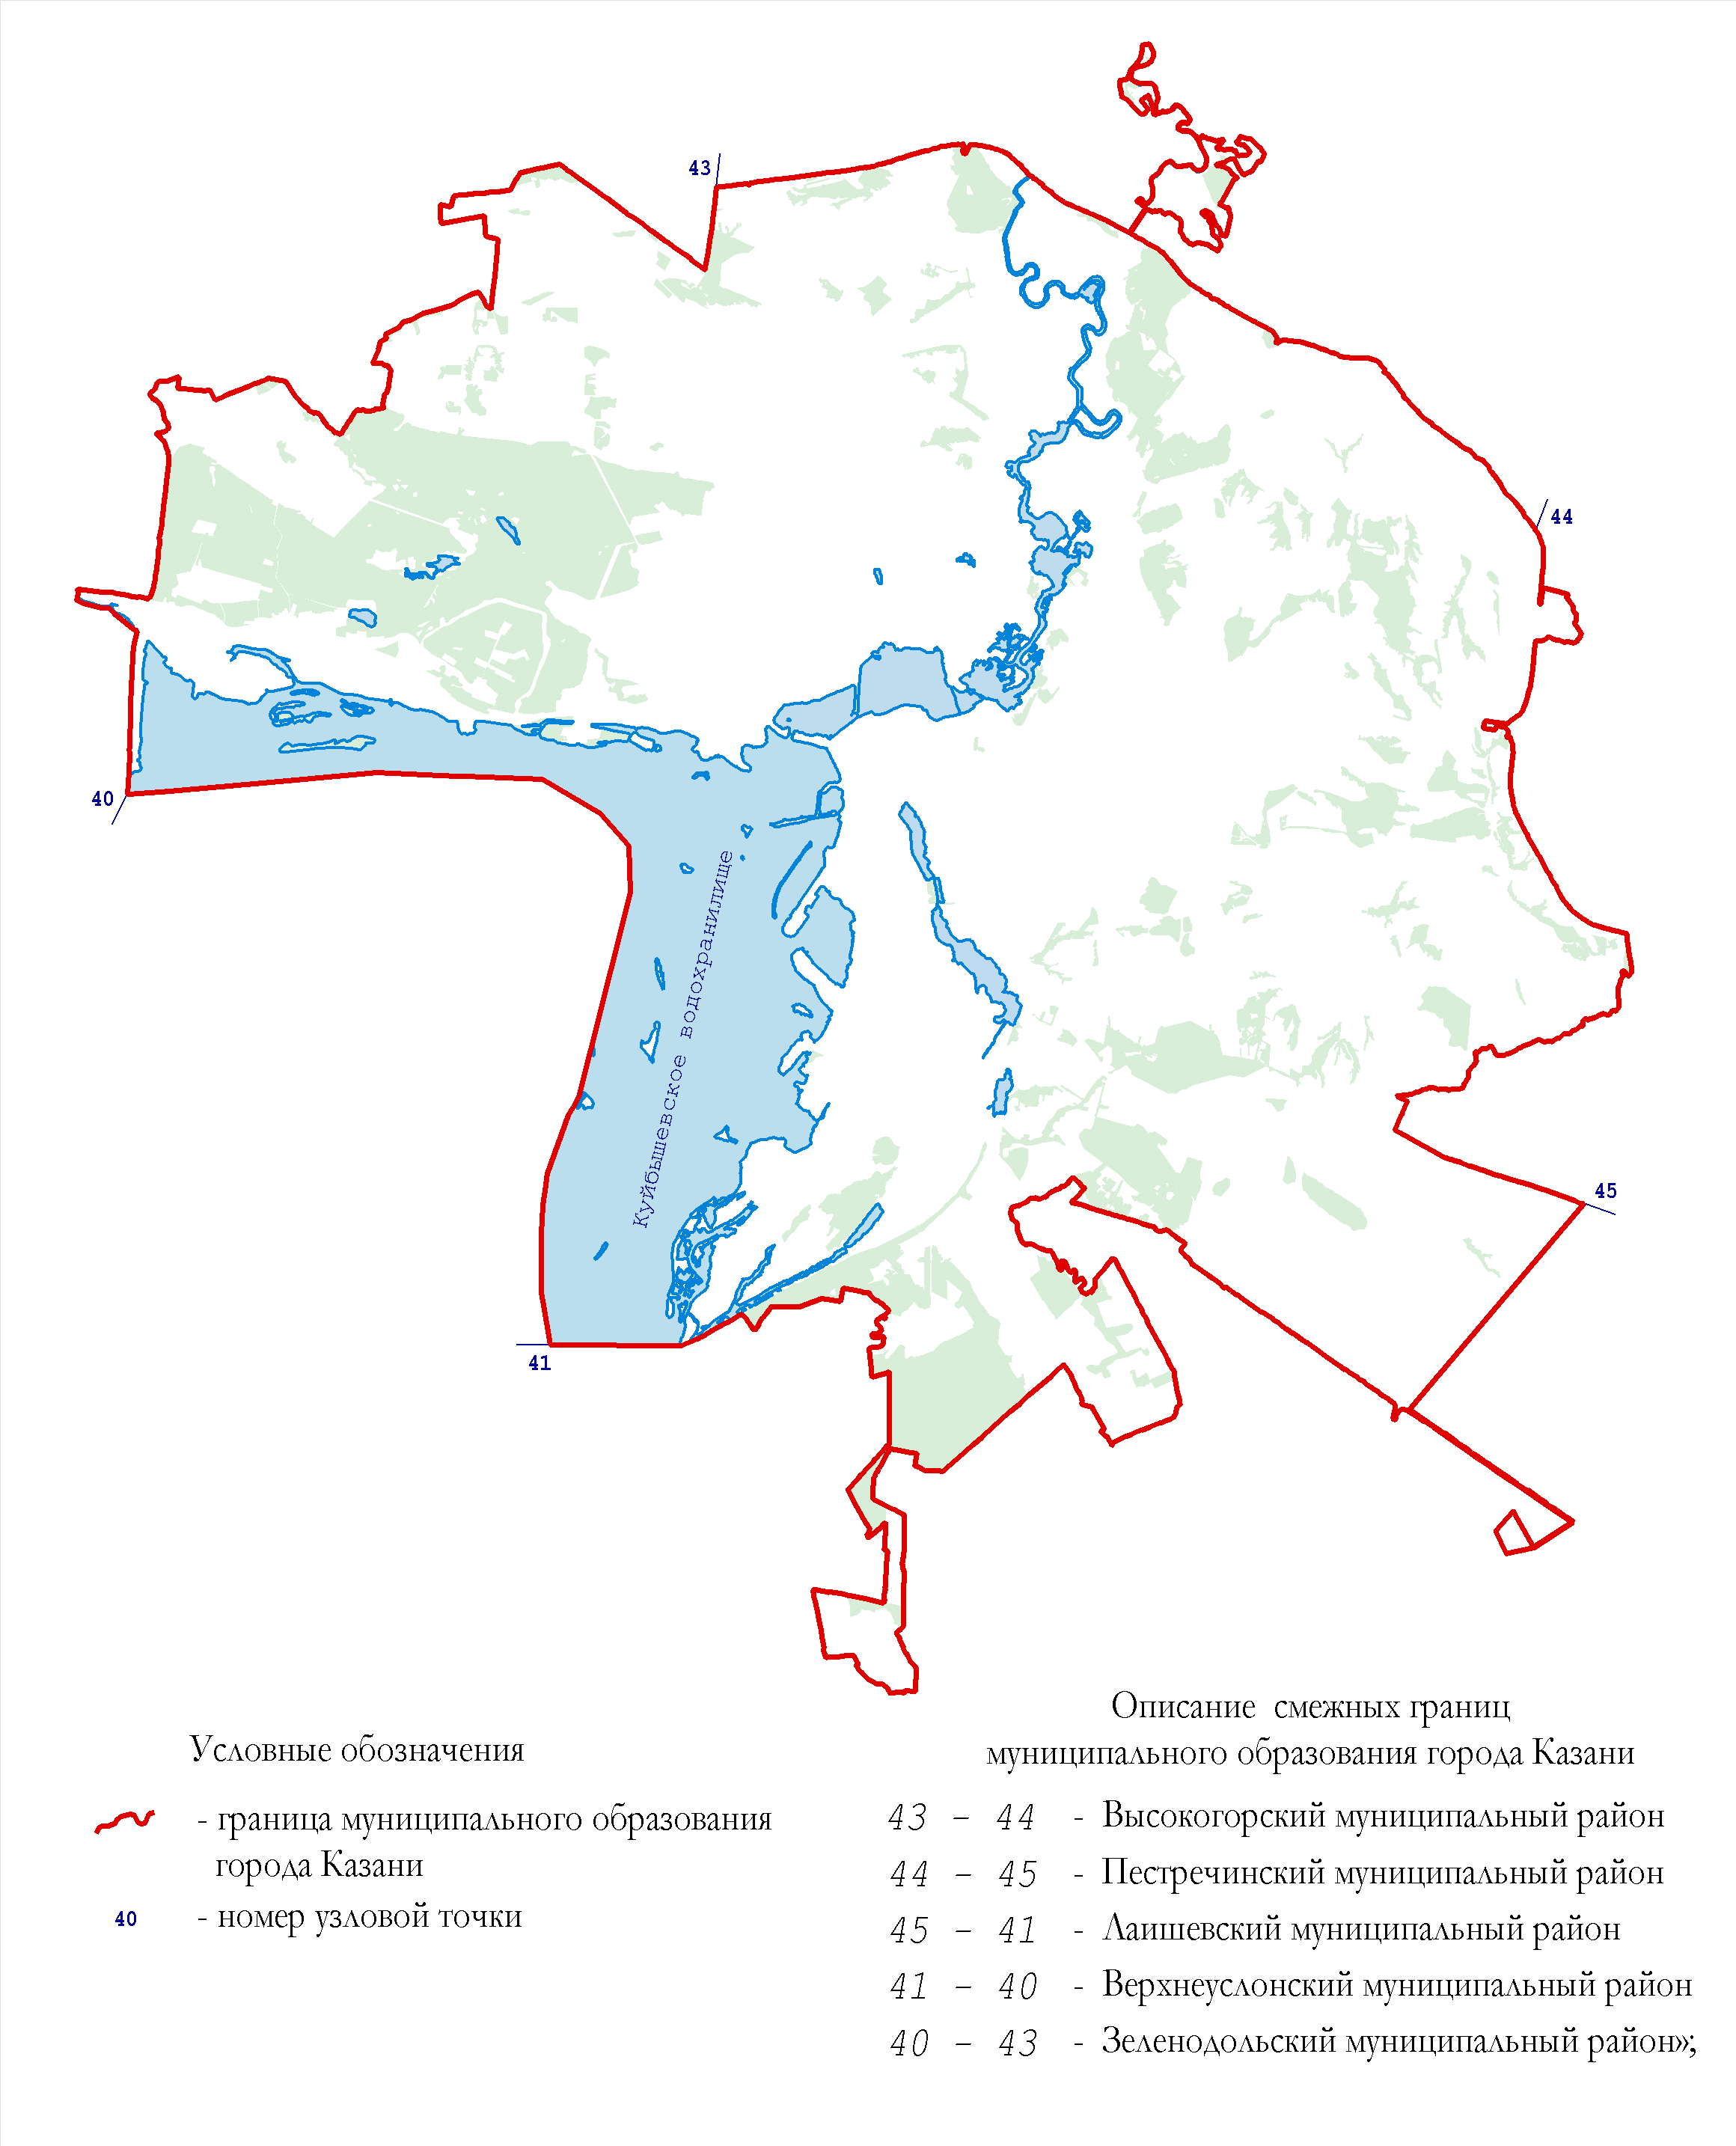 43
44
40
Куйбышевское водохранилище
45
41
Описание смежных границ
муниципального образования города Казани
Условные обозначения
- граница муниципального образования
города Казани
40 - номер узловой точки
43 – 44 - Высокогорский муниципальный район
44 – 45 - Пестречинский муниципальный район
45 – 41 - Лаишевский муниципальный район
41 – 40 - Верхнеуслонский муниципальный район
40 – 43 - Зеленодольский муниципальный район»;